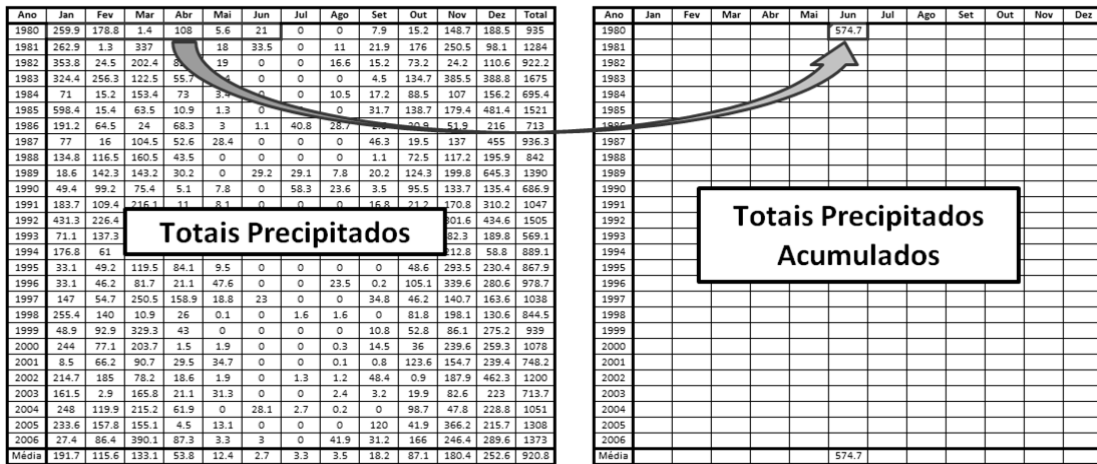 Ano Jan Fev Mar Abr Mai Jun Jul Ago Set Out Nov Dez Total
1980 259.9 178.8 1.4 108 5.6 21 0 0 7.9 15.2 148.7 188.5 935
1981 262.9 1.3 337 18 33.5 0 11 21.9 176 250.5 98.1 1284
1982 353.8 24.5 202.4 19 0 0 16.6 15.2 73.2 24.2 110.6 922.2
1983 324.4 256.3 122.5 55.7 0 0 0 4.5 134.7 385.5 388.8 1675
1984 71 15.2 153.4 73 3.4 0 0 10.5 17.2 88.5 107 156.2 695.4
1985 598.4 15.4 63.5 10.9 1.3 0 0 31.7 138.7 179.4 481.4 1521
1986 191.2 64.5 24 68.3 3 1.1 40.8 28.7 20.9 51.9 216 713
1987 77 16 104.5 52.6 28.4 0 0 0 46.3 19.5 137 455 936.3
1988 134.8 116.5 160.5 43.5 0 0 0 0 1.1 72.5 117.2 195.9 842
1989 18.6 142.3 143.2 30.2 0 29.2 29.1 7.8 20.2 124.3 199.8 645.3 1390
1990 49.4 99.2 75.4 5.1 7.8 0 58.3 23.6 3.5 95.5 133.7 135.4 686.9
1991 183.7 109.4 216.1 11 8.1 0 0 0 16.8 21.2 170.8 310.2 1047
1992 431.3 226.4 301.6 434.6 1505
1993 71.1 137.3 82.3 189.8 569.1
1994 176.8 61 212.8 58.8 889.1
Totais Precipitados
1995 33.1 49.2 119.5 84.1 9.5 0 0 0 0 48.6 293.5 230.4 867.9
1996 33.1 46.2 81.7 21.1 47.6 0 0 23.5 0.2 105.1 339.6 280.6 978.7
1997 147 54.7 250.5 158.9 18.8 23 0 0 34.8 46.2 140.7 163.6 1038
1998 255.4 140 10.9 26 0.1 0 1.6 1.6 0 81.8 198.1 130.6 844.5
1999 48.9 92.9 329.3 43 0 0 0 0 10.8 52.8 86.1 275.2 939
2000 244 77.1 203.7 1.5 1.9 0 0 0.3 14.5 36 239.6 259.3 1078
2001 8.5 66.2 90.7 29.5 34.7 0 0 0.1 0.8 123.6 154.7 239.4 748.2
2002 214.7 185 78.2 18.6 1.9 0 1.3 1.2 48.4 0.9 187.9 462.3 1200
2003 161.5 2.9 165.8 21.1 31.3 0 0 2.4 3.2 19.9 82.6 223 713.7
2004 248 119.9 215.2 61.9 0 28.1 2.7 0.2 0 98.7 47.8 228.8 1051
2005 233.6 157.8 155.1 4.5 13.1 0 0 0 120 41.9 366.2 215.7 1308
2006 27.4 86.4 390.1 87.3 3.3 3 0 41.9 31.2 166 246.4 289.6 1373
Média 191.7 115.6 133.1 53.8 12.4 2.7 3.3 3.5 18.2 87.1 180.4 252.6 920.8
Ano Jan Fev Mar Abr Mai Jun Jul Ago Set Out Nov Dez
1980 574.7
1981
1982
1983
1984
1985
1986
1987
1988
1989
1990
1991
1992
1993
1994
1995
Totais Precipitados
Acumulados
1996
1997
1998
1999
2000
2001
2002
2003
2004
2005
2006
Média 574.7